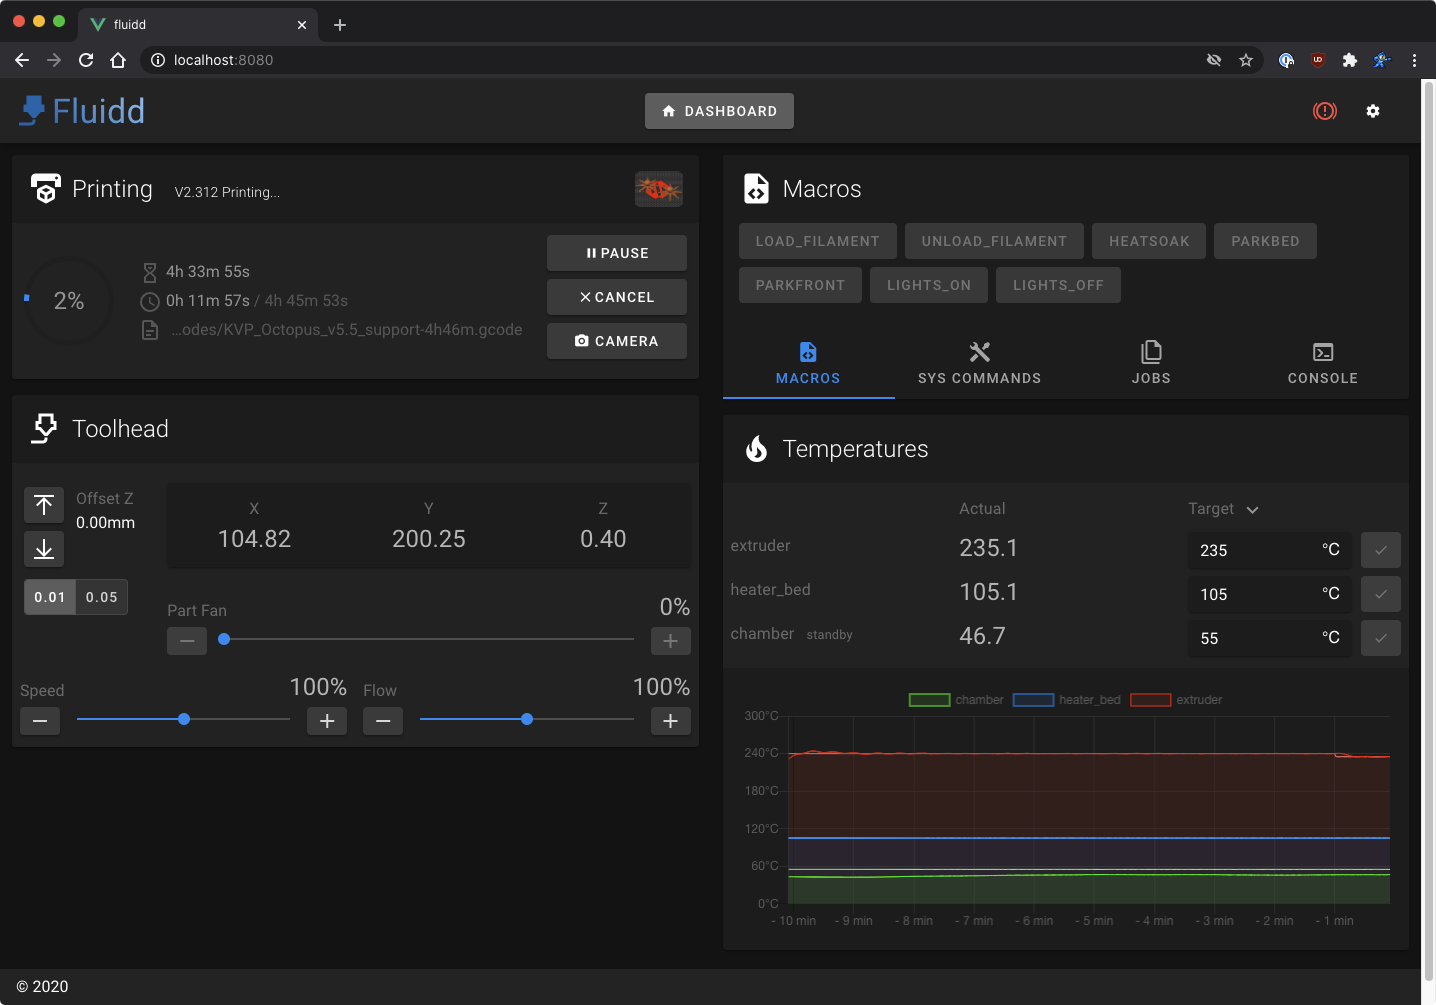 fluidd
localhost:8080
Fluidd
DASHBOARD
Printing V2.312 Printing...
2%
4h 33m 55s
0h 11m 57s / 4h 45m 53s
...odes/KVP_Octopus_v5.5_support-4h46m.gcode
PAUSE
CANCEL
CAMERA
Toolhead
Offset Z
0.00mm
0.01 0.05
X Y Z
104.82 200.25 0.40
Part Fan 0%
Speed 100% Flow 100%
Macros
LOAD_FILAMENT UNLOAD_FILAMENT HEATSOAK PARKBED
PARKFRONT LIGHTS_ON LIGHTS_OFF
MACROS SYS COMMANDS JOBS CONSOLE
Temperatures
Actual Target
extruder 235.1 235 °C
heater_bed 105.1 105 °C
chamber standby 46.7 55 °C
chamber heater_bed extruder
300°C
240°C
180°C
120°C
60°C
0°C
- 10 min - 9 min - 8 min - 7 min - 6 min - 5 min - 4 min - 3 min - 2 min - 1 min
© 2020